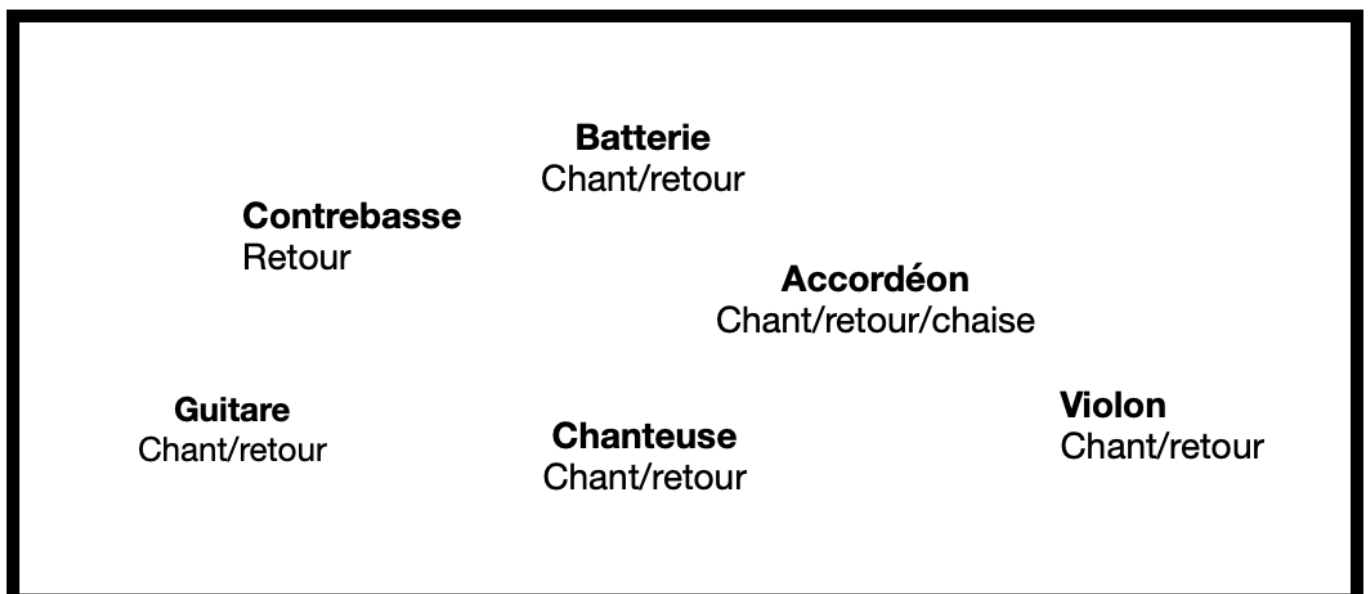 Batterie
Chant/retour
Contrebasse
Retour
Accordéon
Chant/retour/chaise
Guitare
Chant/retour
Chanteuse
Chant/retour
Violon
Chant/retour